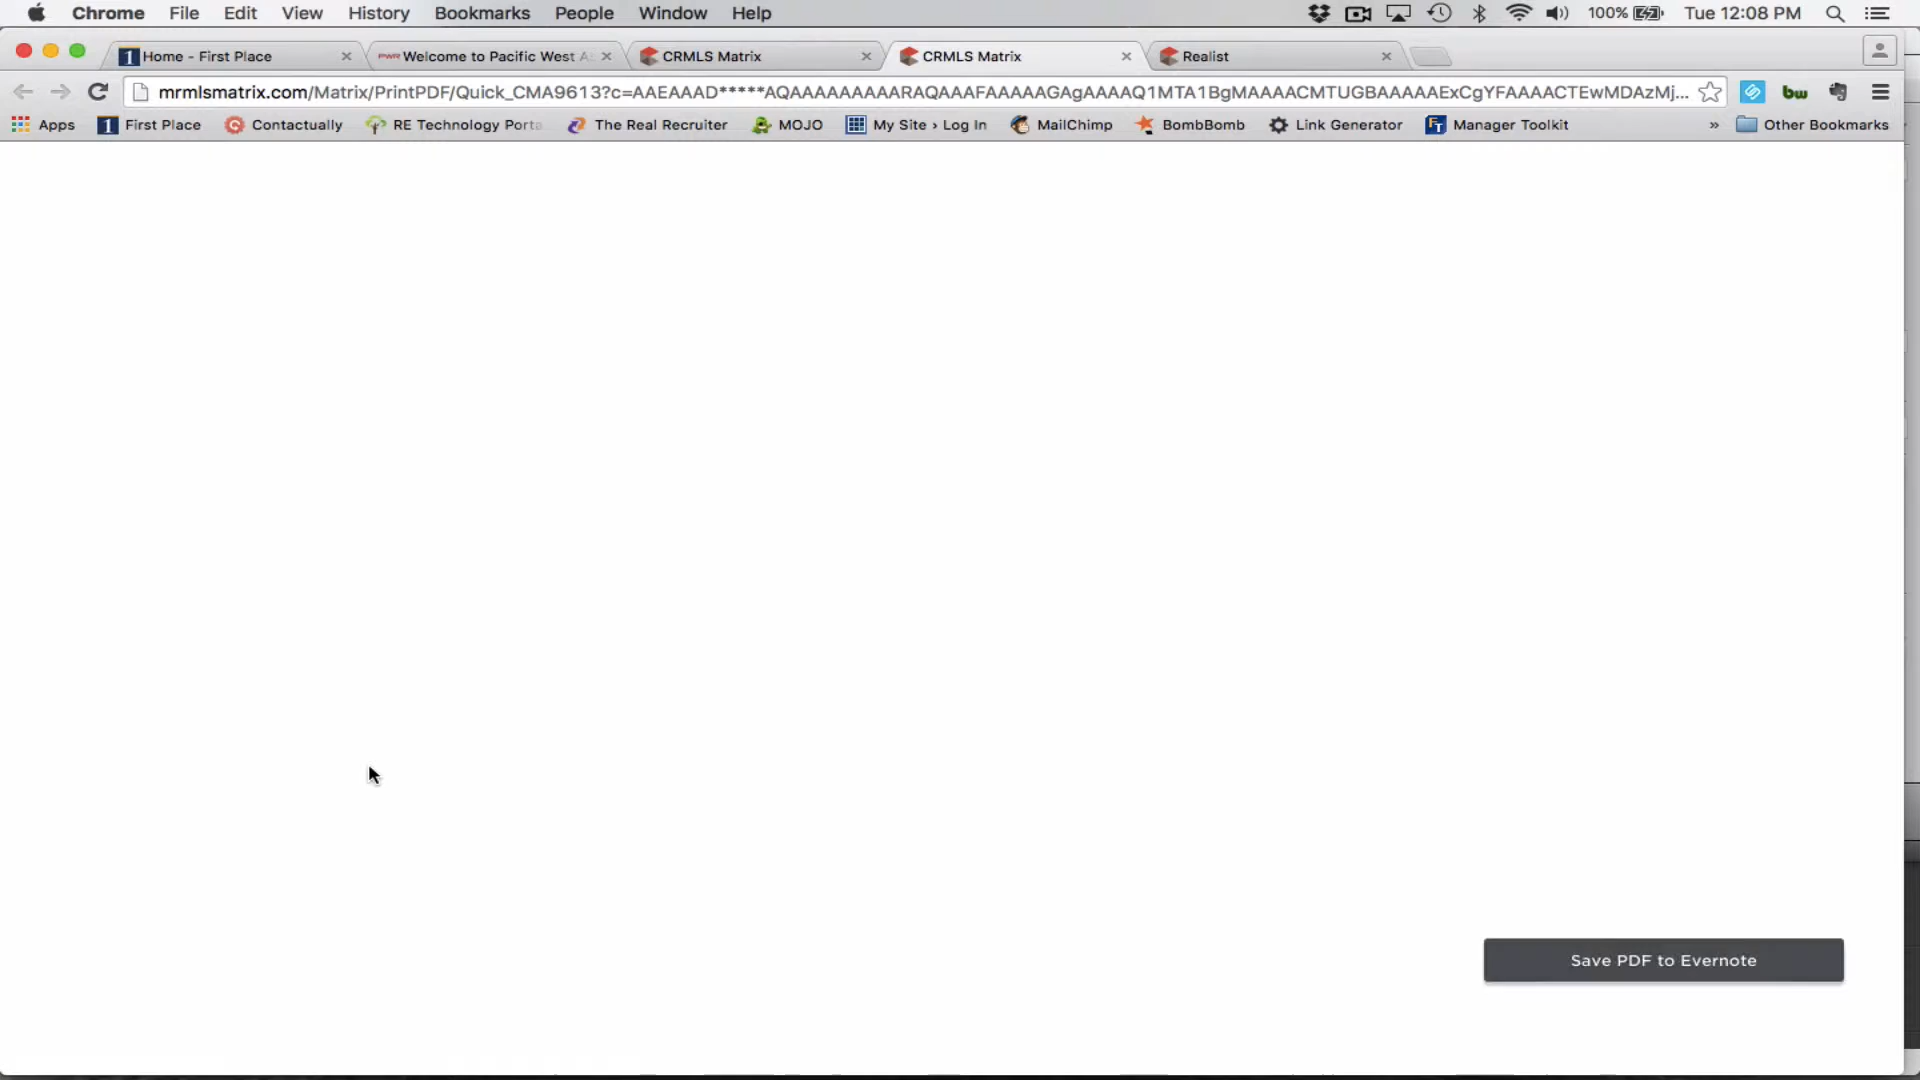 Chrome File Edit View History Bookmarks People Window Help 100% Tue 12:08 PM
Home - First Place Welcome to Pacific West A CRMLS Matrix CRMLS Matrix Realist
mrmlsmatrix.com/Matrix/PrintPDF/Quick_CMA9613?c=AAEAAAD*****AQAAAAAAAAARAQAAAFAAAAAGAgAAAAQ1MTA1BgMAAAACMTUGBAAAAAExCgYFAAAACTEwMDAzMj...
Apps First Place Contactually RE Technology Porta The Real Recruiter MOJO My Site › Log In MailChimp BombBomb Link Generator Manager Toolkit » Other Bookmarks
Save PDF to Evernote